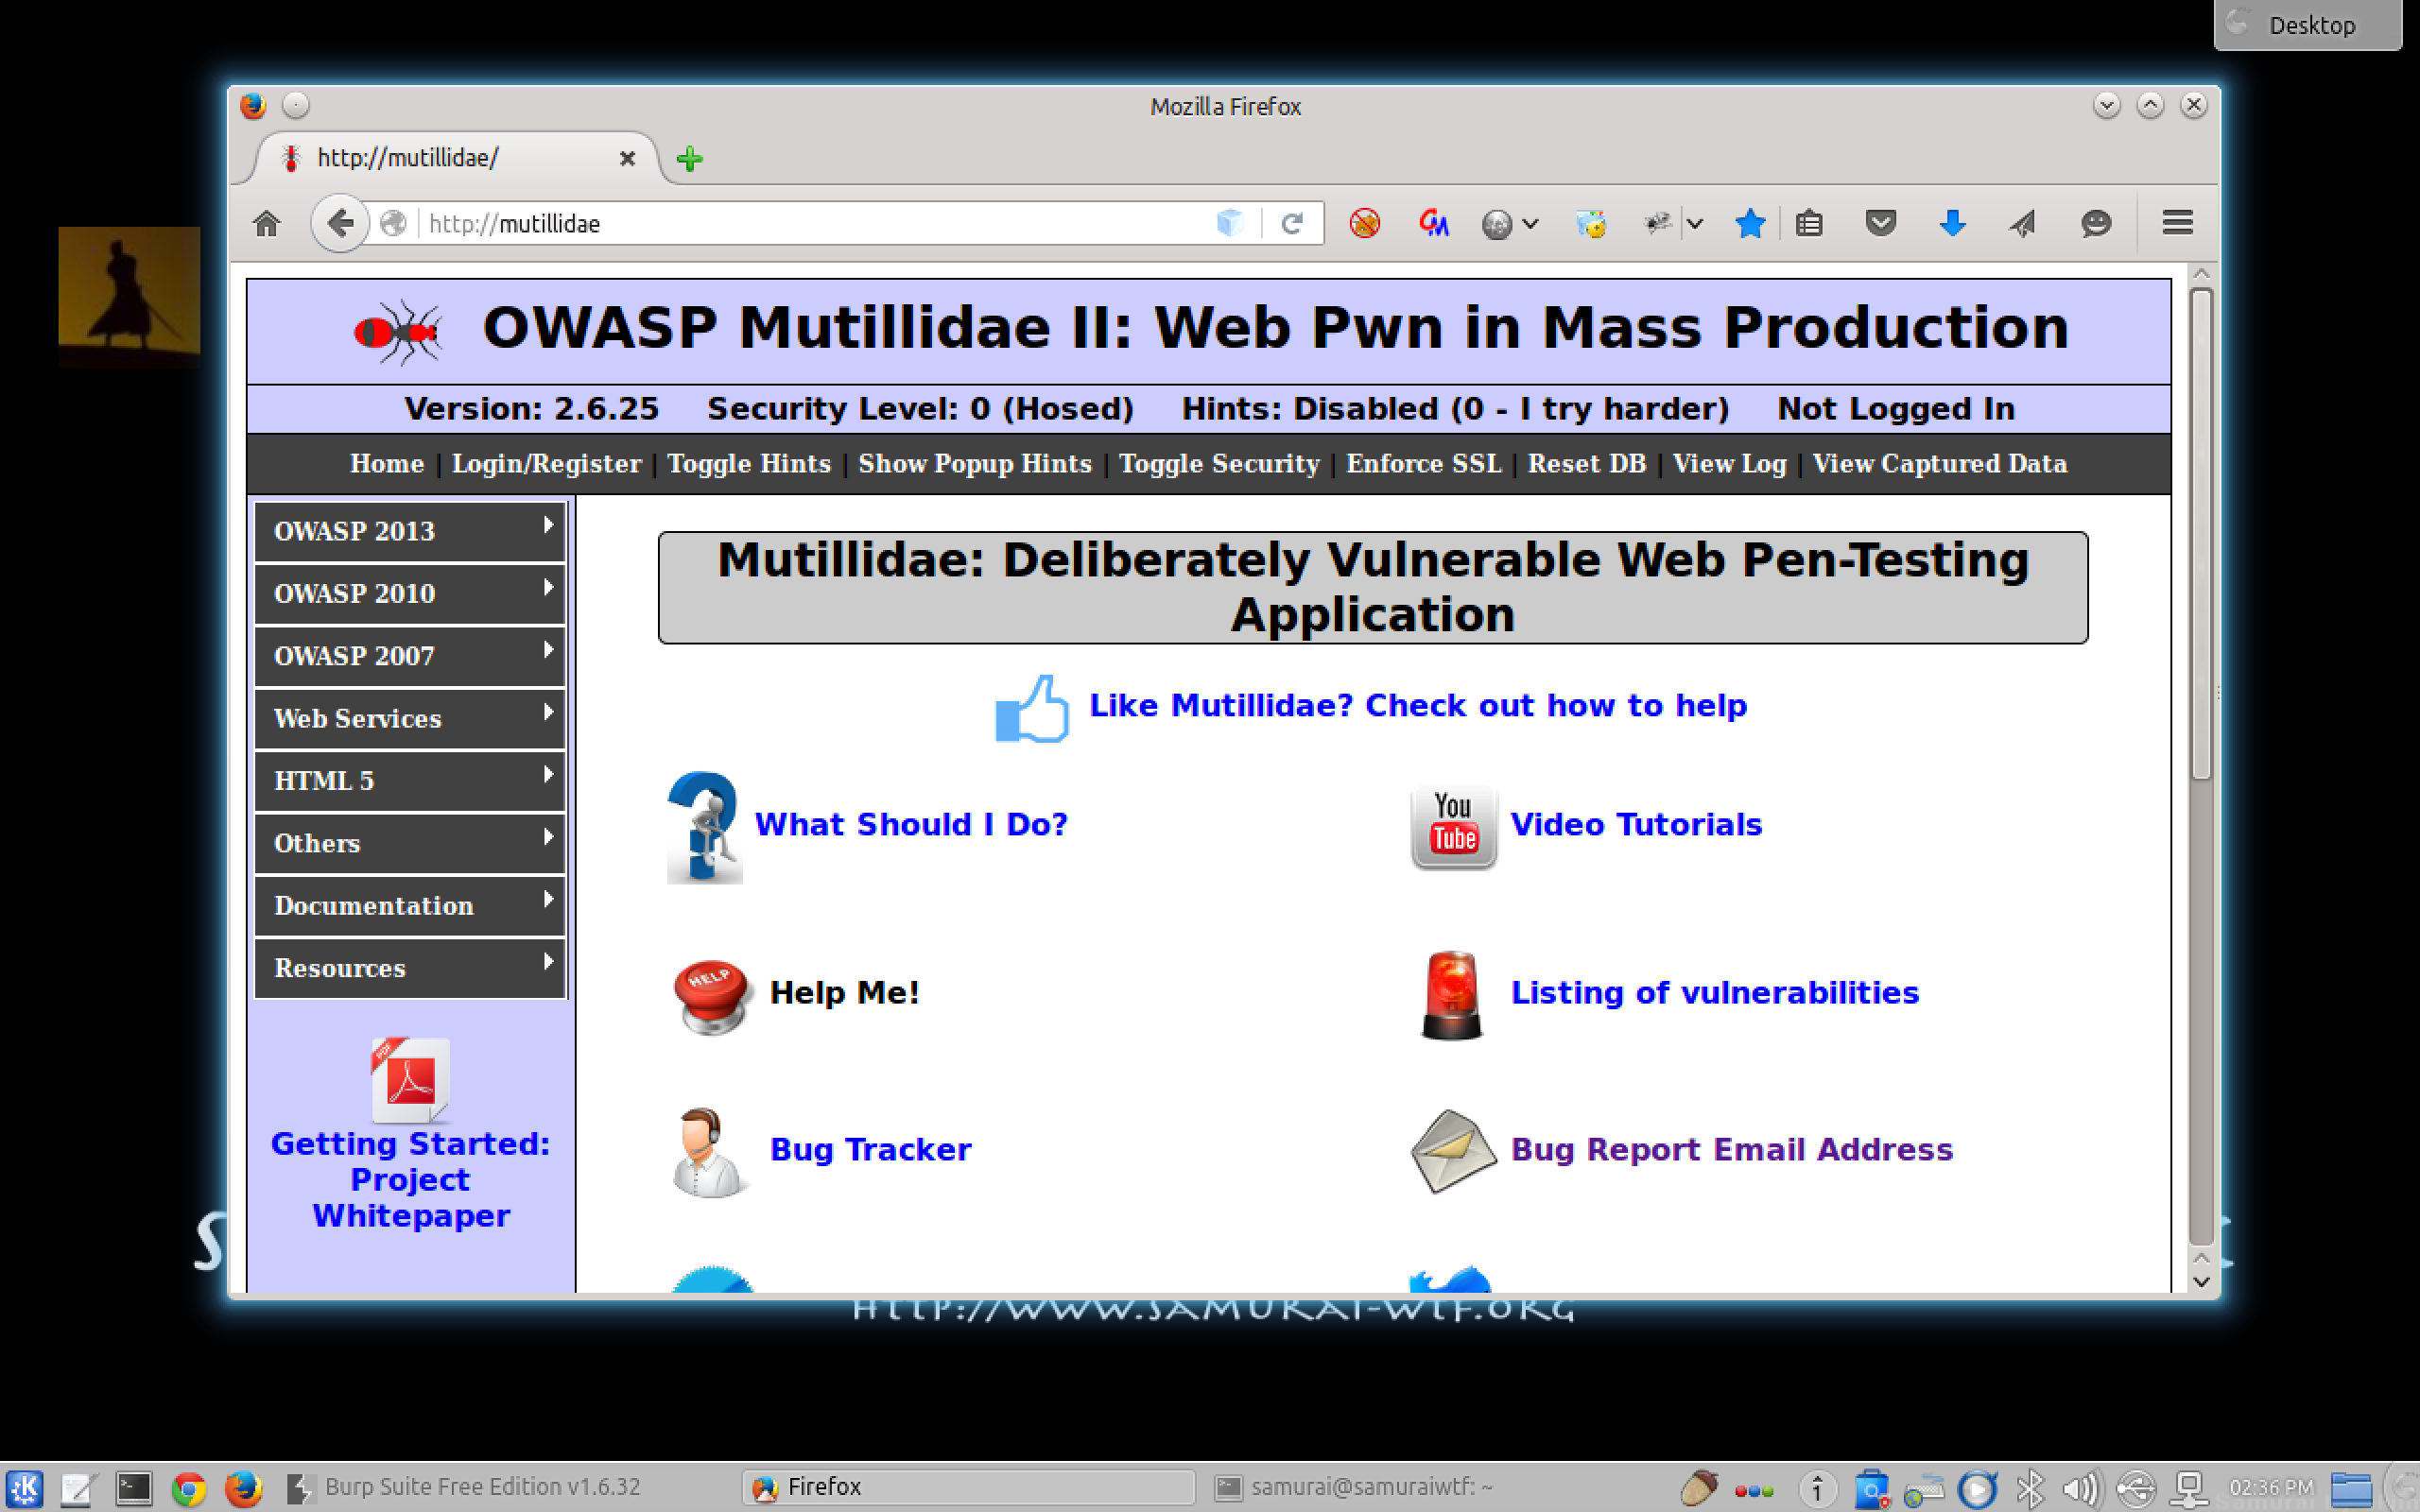 Desktop
Mozilla Firefox
http://mutillidae/
http://mutillidae
OWASP Mutillidae II: Web Pwn in Mass Production
Version: 2.6.25 Security Level: 0 (Hosed) Hints: Disabled (0 - I try harder) Not Logged In
Home | Login/Register | Toggle Hints | Show Popup Hints | Toggle Security | Enforce SSL | Reset DB | View Log | View Captured Data
OWASP 2013
OWASP 2010
OWASP 2007
Web Services
HTML 5
Others
Documentation
Resources
PDF
Getting Started:
Project
Whitepaper
Mutillidae: Deliberately Vulnerable Web Pen-Testing
Application
Like Mutillidae? Check out how to help
What Should I Do?
You
Tube
Video Tutorials
HELP
Help Me!
Listing of vulnerabilities
Bug Tracker
Bug Report Email Address
HTTP://WWW.SAMURAI-WTF.ORG
Burp Suite Free Edition v1.6.32
Firefox
samurai@samuraiwtf: ~
1
02:36 PM